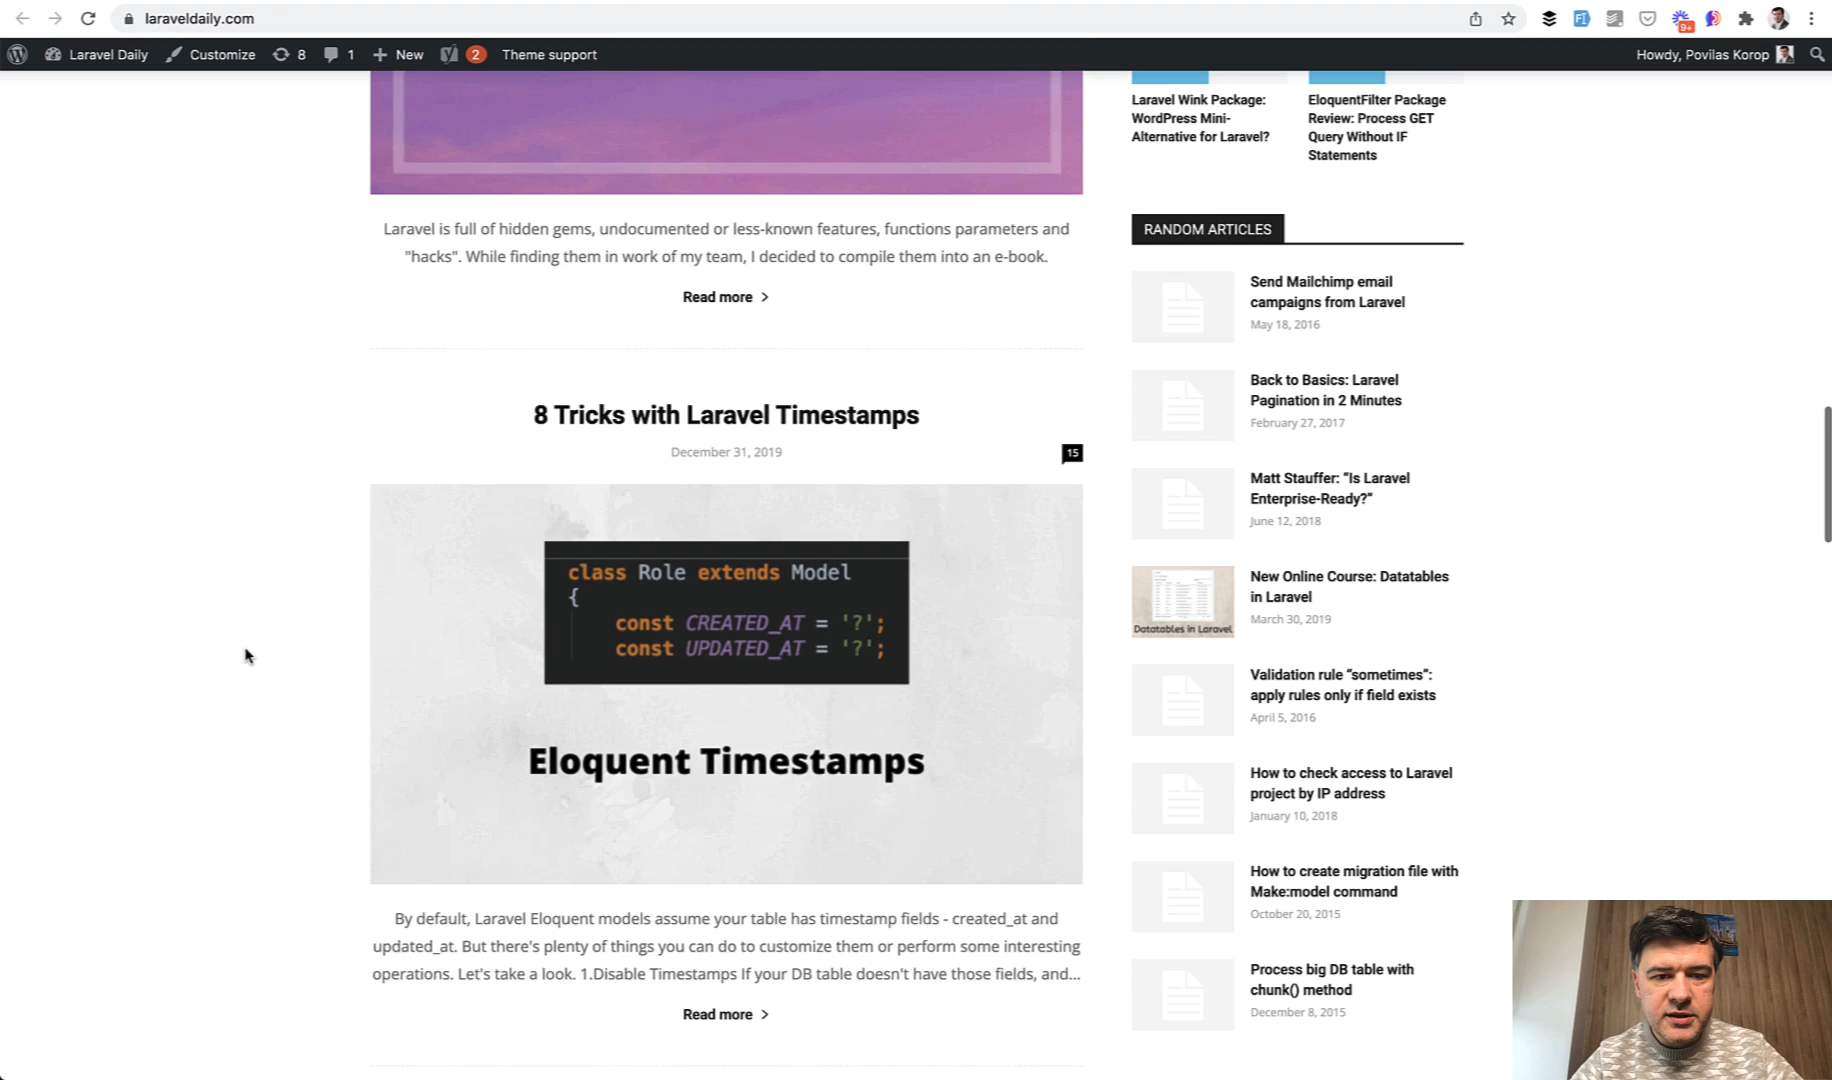 laraveldaily.com
9+
Laravel Daily
Customize
8
1
New
2
Theme support
Howdy, Povilas Korop
Laravel is full of hidden gems, undocumented or less-known features, functions parameters and
"hacks". While finding them in work of my team, I decided to compile them into an e-book.
Read more
8 Tricks with Laravel Timestamps
December 31, 2019
15
class Role extends Model
{
const CREATED_AT = '?';
const UPDATED_AT = '?';
Eloquent Timestamps
By default, Laravel Eloquent models assume your table has timestamp fields - created_at and
updated_at. But there's plenty of things you can do to customize them or perform some interesting
operations. Let's take a look. 1.Disable Timestamps If your DB table doesn't have those fields, and...
Read more
Laravel Wink Package:
WordPress Mini-
Alternative for Laravel?
EloquentFilter Package
Review: Process GET
Query Without IF
Statements
RANDOM ARTICLES
Send Mailchimp email
campaigns from Laravel
May 18, 2016
Back to Basics: Laravel
Pagination in 2 Minutes
February 27, 2017
Matt Stauffer: “Is Laravel
Enterprise-Ready?”
June 12, 2018
Datatables in Laravel
New Online Course: Datatables
in Laravel
March 30, 2019
Validation rule “sometimes”:
apply rules only if field exists
April 5, 2016
How to check access to Laravel
project by IP address
January 10, 2018
How to create migration file with
Make:model command
October 20, 2015
Process big DB table with
chunk() method
December 8, 2015